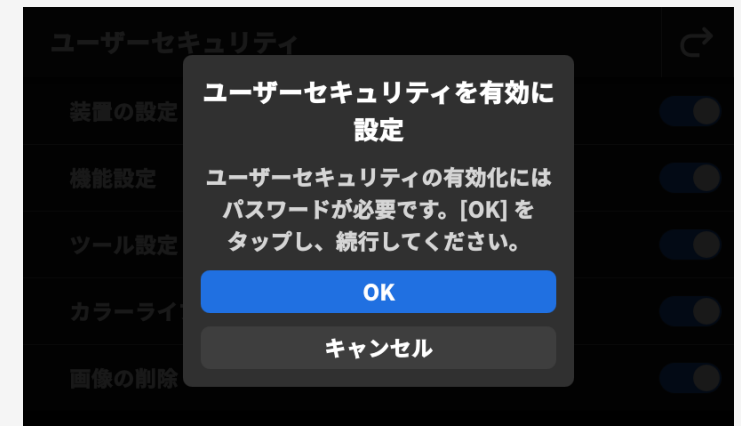 ユーザーセキュリティ
ユーザーセキュリティを有効に
設定
ユーザーセキュリティの有効化には
パスワードが必要です。[OK] を
タップし、続行してください。
OK
キャンセル
装置の設定
機能設定
ツール設定
カラーライ
画像の削除